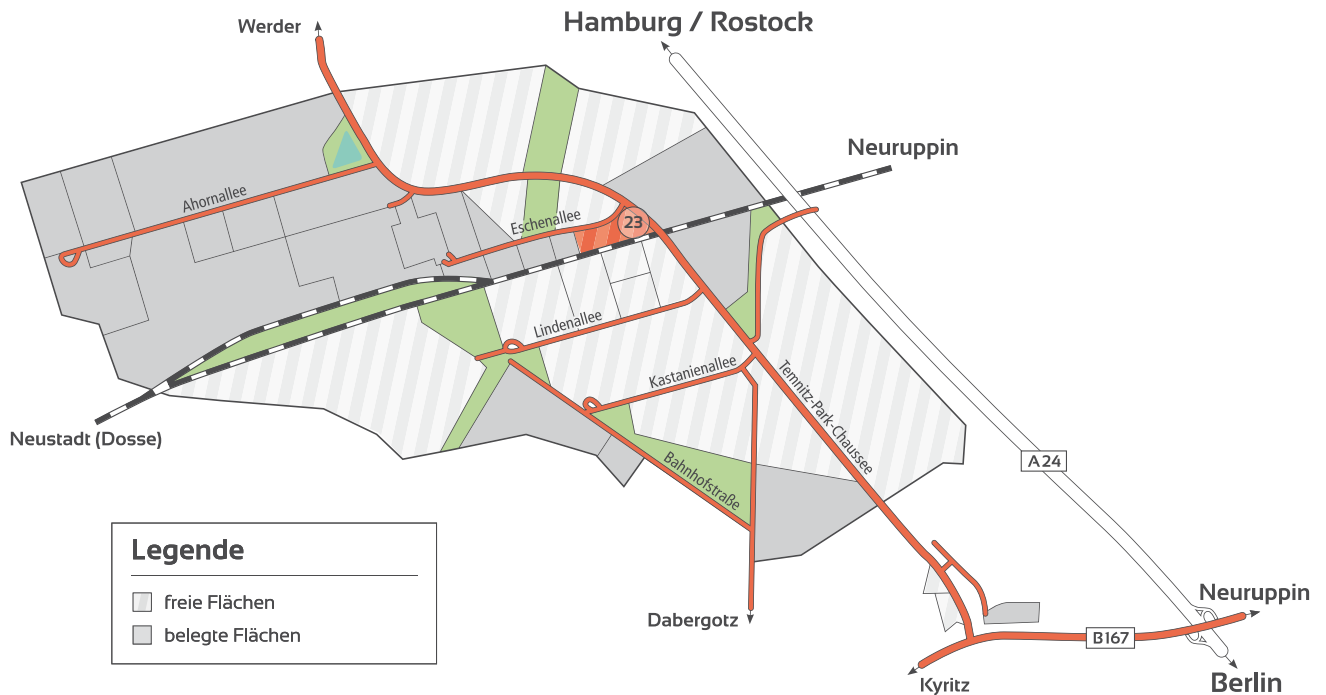 Hamburg / Rostock
Werder
Neuruppin
Ahornallee
Eschenallee
23
Lindenallee
Kastanienallee
Temnitz-Park-Chaussee
Neustadt (Dosse)
Bahnhofstraße
A24
Legende
freie Flächen
belegte Flächen
Dabergotz
Neuruppin
B167
Kyritz
Berlin